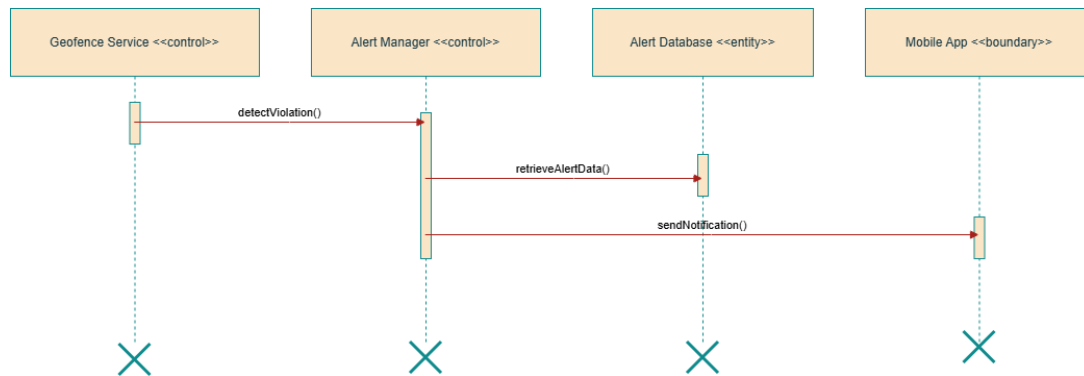 Geofence Service <<control>>
Alert Manager <<control>>
Alert Database <<entity>>
Mobile App <<boundary>>
detectViolation()
retrieveAlertData()
sendNotification()